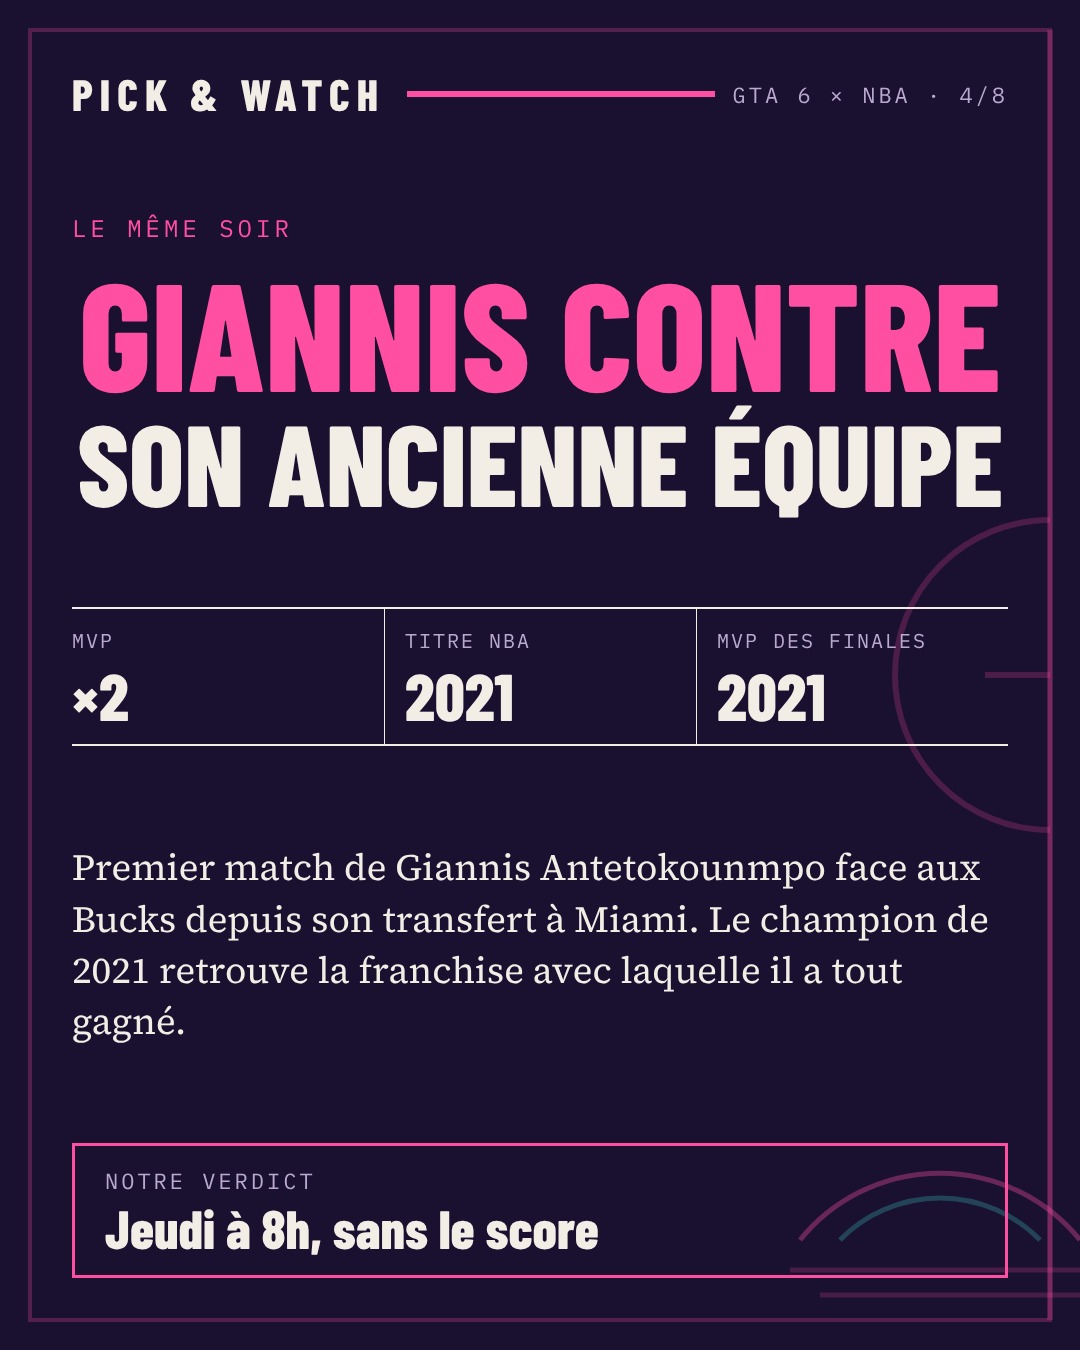 PICK & WATCH
GTA 6 × NBA · 4/8
LE MÊME SOIR
GIANNIS CONTRE
SON ANCIENNE ÉQUIPE
MVP
×2
TITRE NBA
2021
MVP DES FINALES
2021
Premier match de Giannis Antetokounmpo face aux
Bucks depuis son transfert à Miami. Le champion de
2021 retrouve la franchise avec laquelle il a tout
gagné.
NOTRE VERDICT
Jeudi à 8h, sans le score